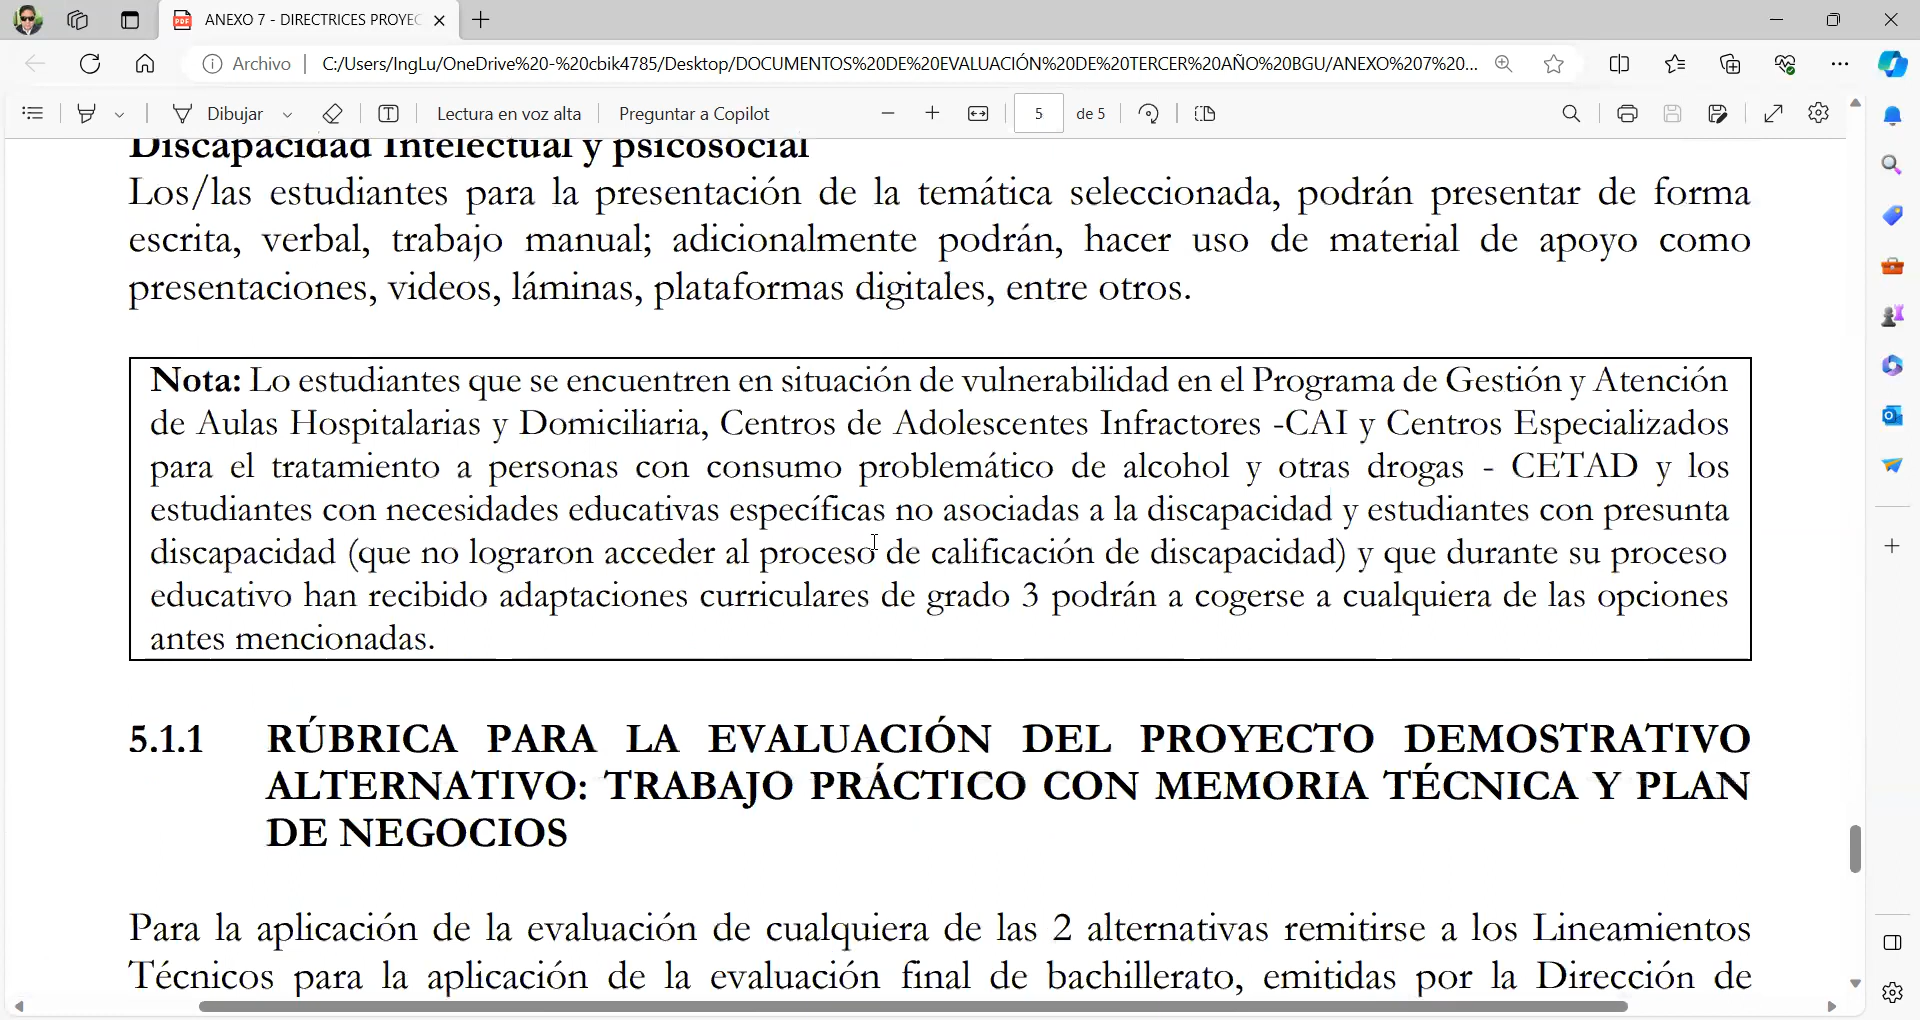 ANEXO 7 - DIRECTRICES PROYEC
Archivo
C:/Users/IngLu/OneDrive%20-%20cbik4785/Desktop/DOCUMENTOS%20DE%20EVALUACIÓN%20DE%20TERCER%20AÑO%20BGU/ANEXO%207%20...
Dibujar
Lectura en voz alta
Preguntar a Copilot
5
de 5
Discapacidad Intelectual y psicosocial
Los/las estudiantes para la presentación de la temática seleccionada, podrán presentar de forma
escrita, verbal, trabajo manual; adicionalmente podrán, hacer uso de material de apoyo como
presentaciones, videos, láminas, plataformas digitales, entre otros.
Nota: Lo estudiantes que se encuentren en situación de vulnerabilidad en el Programa de Gestión y Atención
de Aulas Hospitalarias y Domiciliaria, Centros de Adolescentes Infractores -CAI y Centros Especializados
para el tratamiento a personas con consumo problemático de alcohol y otras drogas - CETAD y los
estudiantes con necesidades educativas específicas no asociadas a la discapacidad y estudiantes con presunta
discapacidad (que no lograron acceder al proceso de calificación de discapacidad) y que durante su proceso
educativo han recibido adaptaciones curriculares de grado 3 podrán a cogerse a cualquiera de las opciones
antes mencionadas.
5.1.1 RÚBRICA PARA LA EVALUACIÓN DEL PROYECTO DEMOSTRATIVO
ALTERNATIVO: TRABAJO PRÁCTICO CON MEMORIA TÉCNICA Y PLAN
DE NEGOCIOS
Para la aplicación de la evaluación de cualquiera de las 2 alternativas remitirse a los Lineamientos
Técnicos para la aplicación de la evaluación final de bachillerato, emitidas por la Dirección de